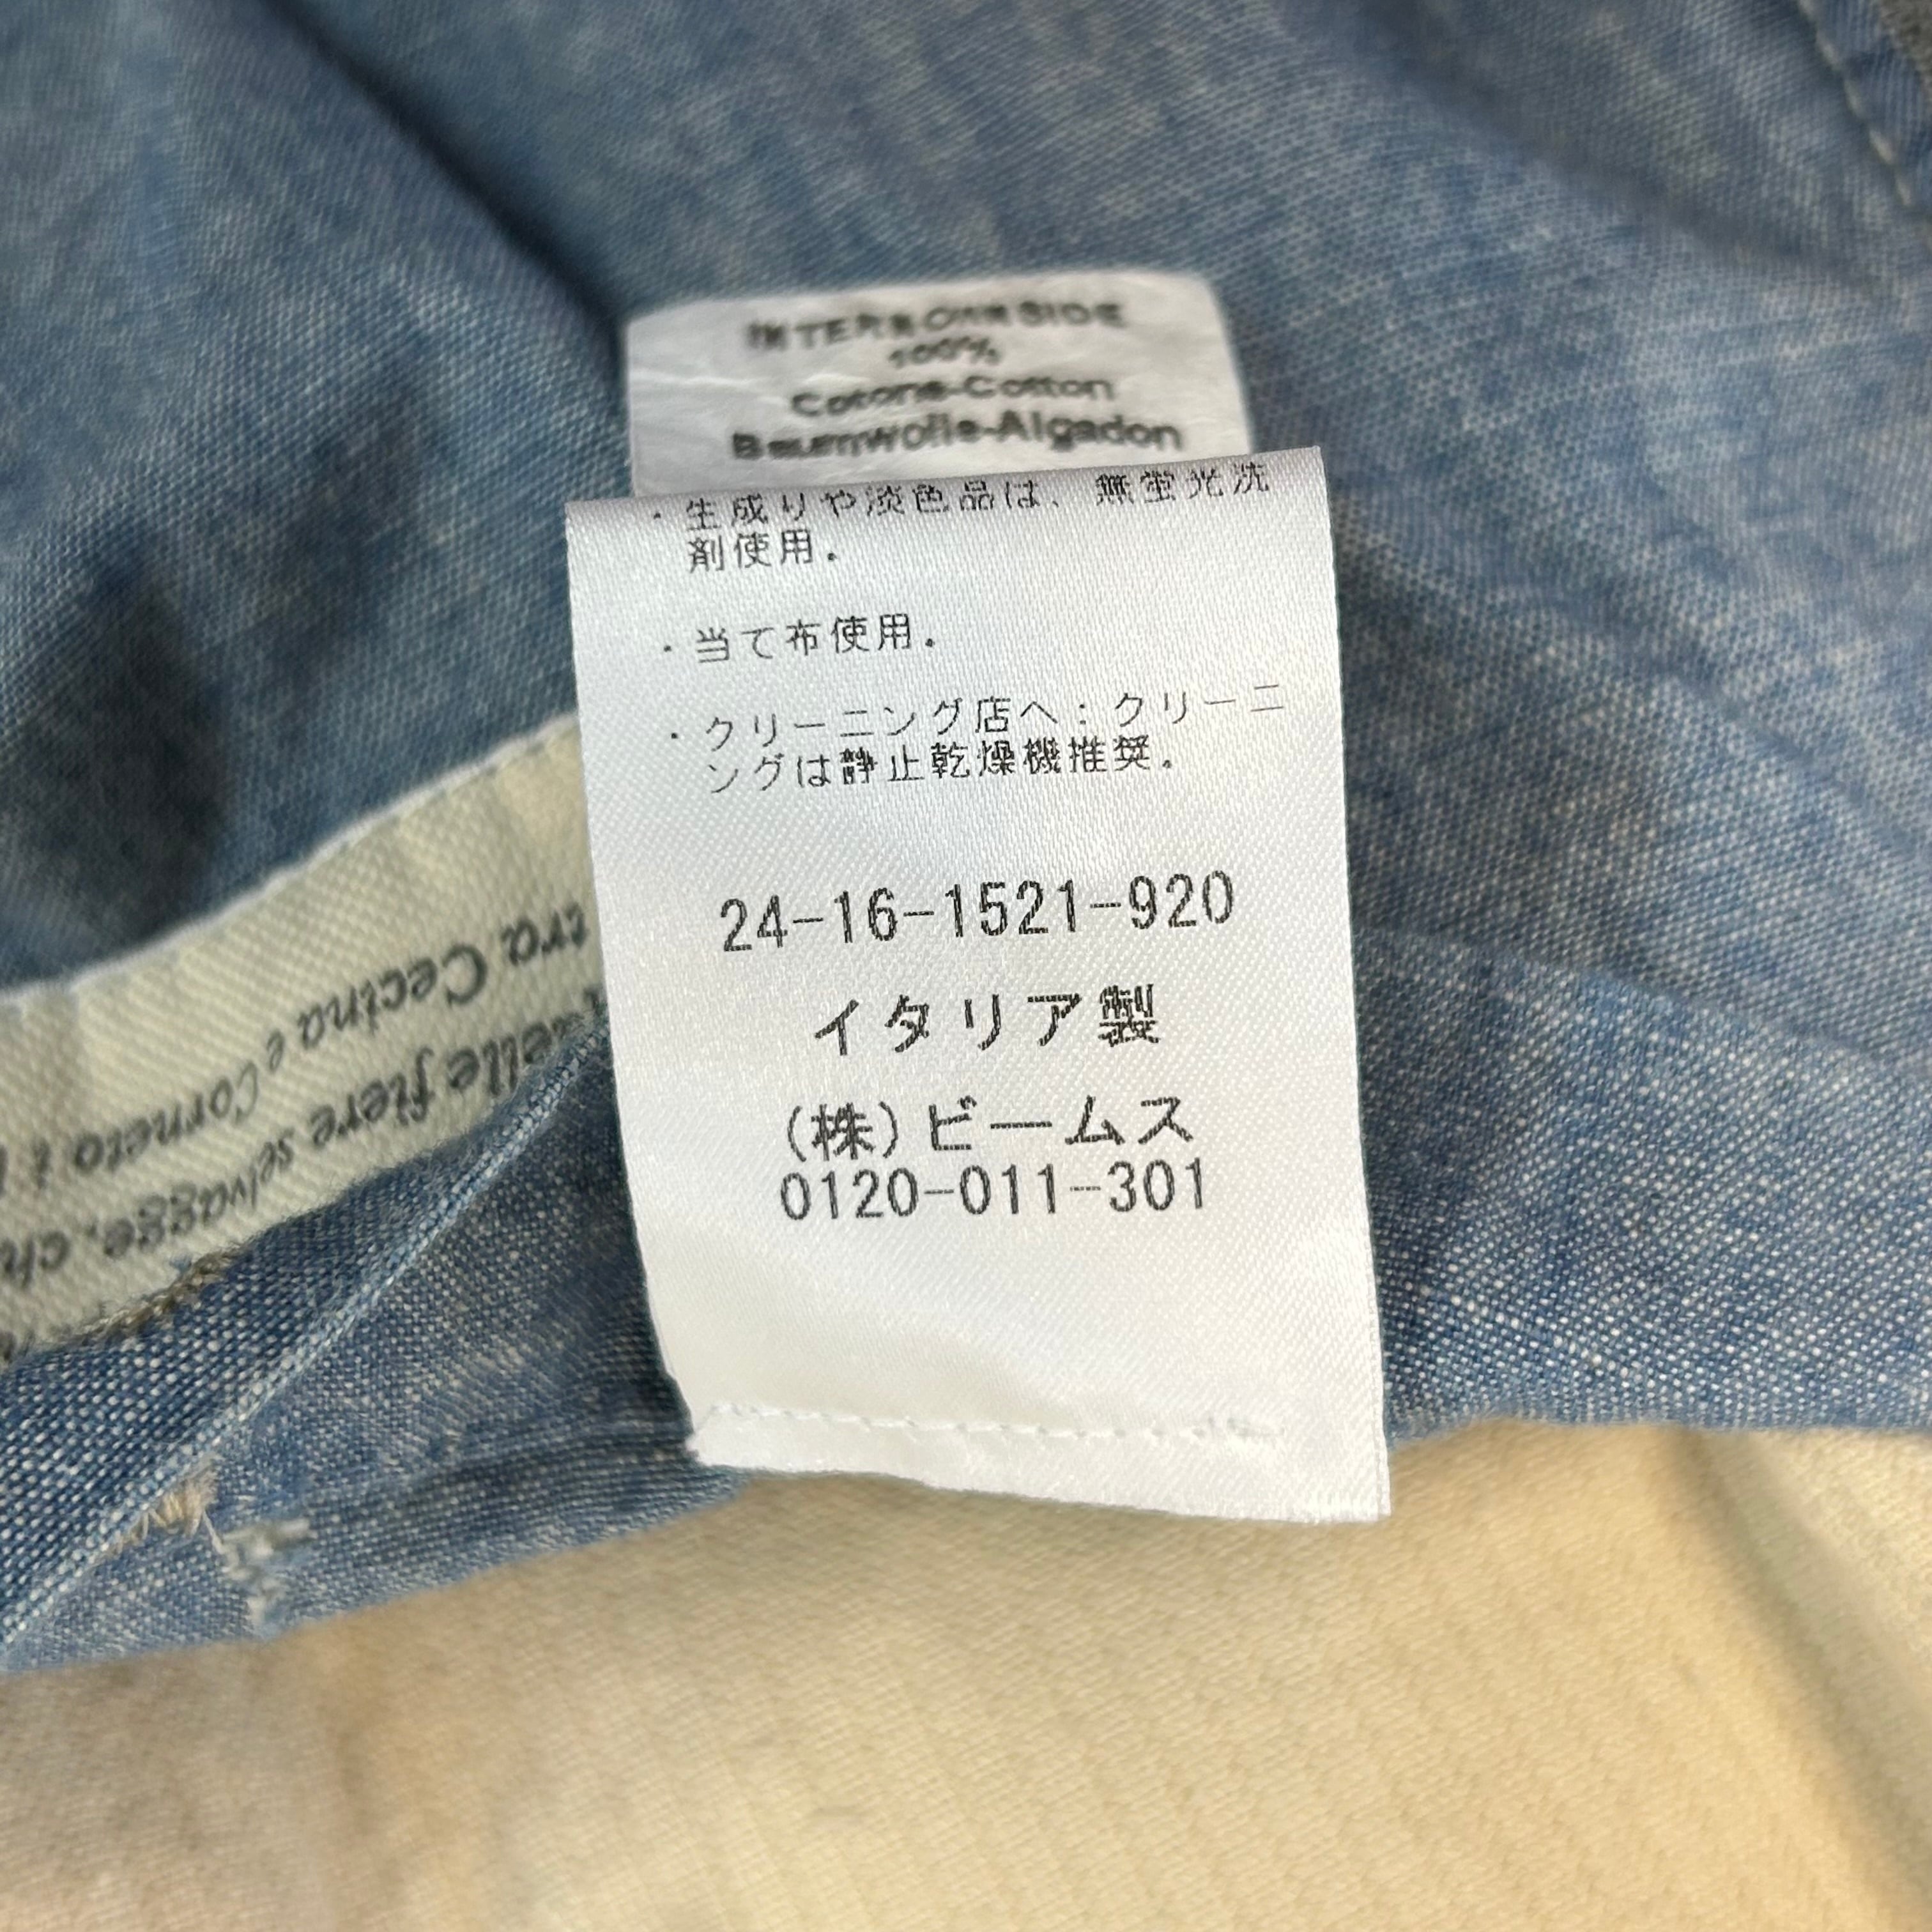 100%
Cotone-Cotton
Baumwolle-Algadon
・生成りや淡色品は、無蛍光洗
剤使用。
・当て布使用。
・クリーニング店へ：クリーニ
ングは静止乾燥機推奨。
24-16-1521-920
イタリア製
(株)ビームス
0120-011-301
tra Cecina e Corneto i
elle fiere selvagge, ch